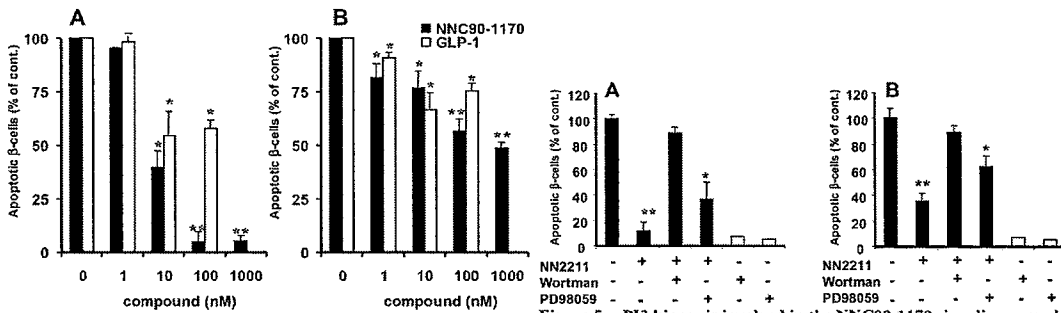 A
Apoptotic β-cells (% of cont.)
100
75
50
25
0
*
*
*
**
**
0 1 10 100 1000
compound (nM)
B
■ NNC90-1170
□ GLP-1
Apoptotic β-cells (% of cont.)
100
75
50
25
0
*
*
*
*
**
*
**
0 1 10 100 1000
compound (nM)
A
Apoptotic β-cells (% of cont.)
120
100
80
60
40
20
0
**
*
NN2211 - + + + - -
Wortman - - + - + -
PD98059 - - - + - +
B
Apoptotic β-cells (% of cont.)
120
100
80
60
40
20
0
**
*
NN2211 - + + + - -
Wortman - - + - + -
PD98059 - - - + - +